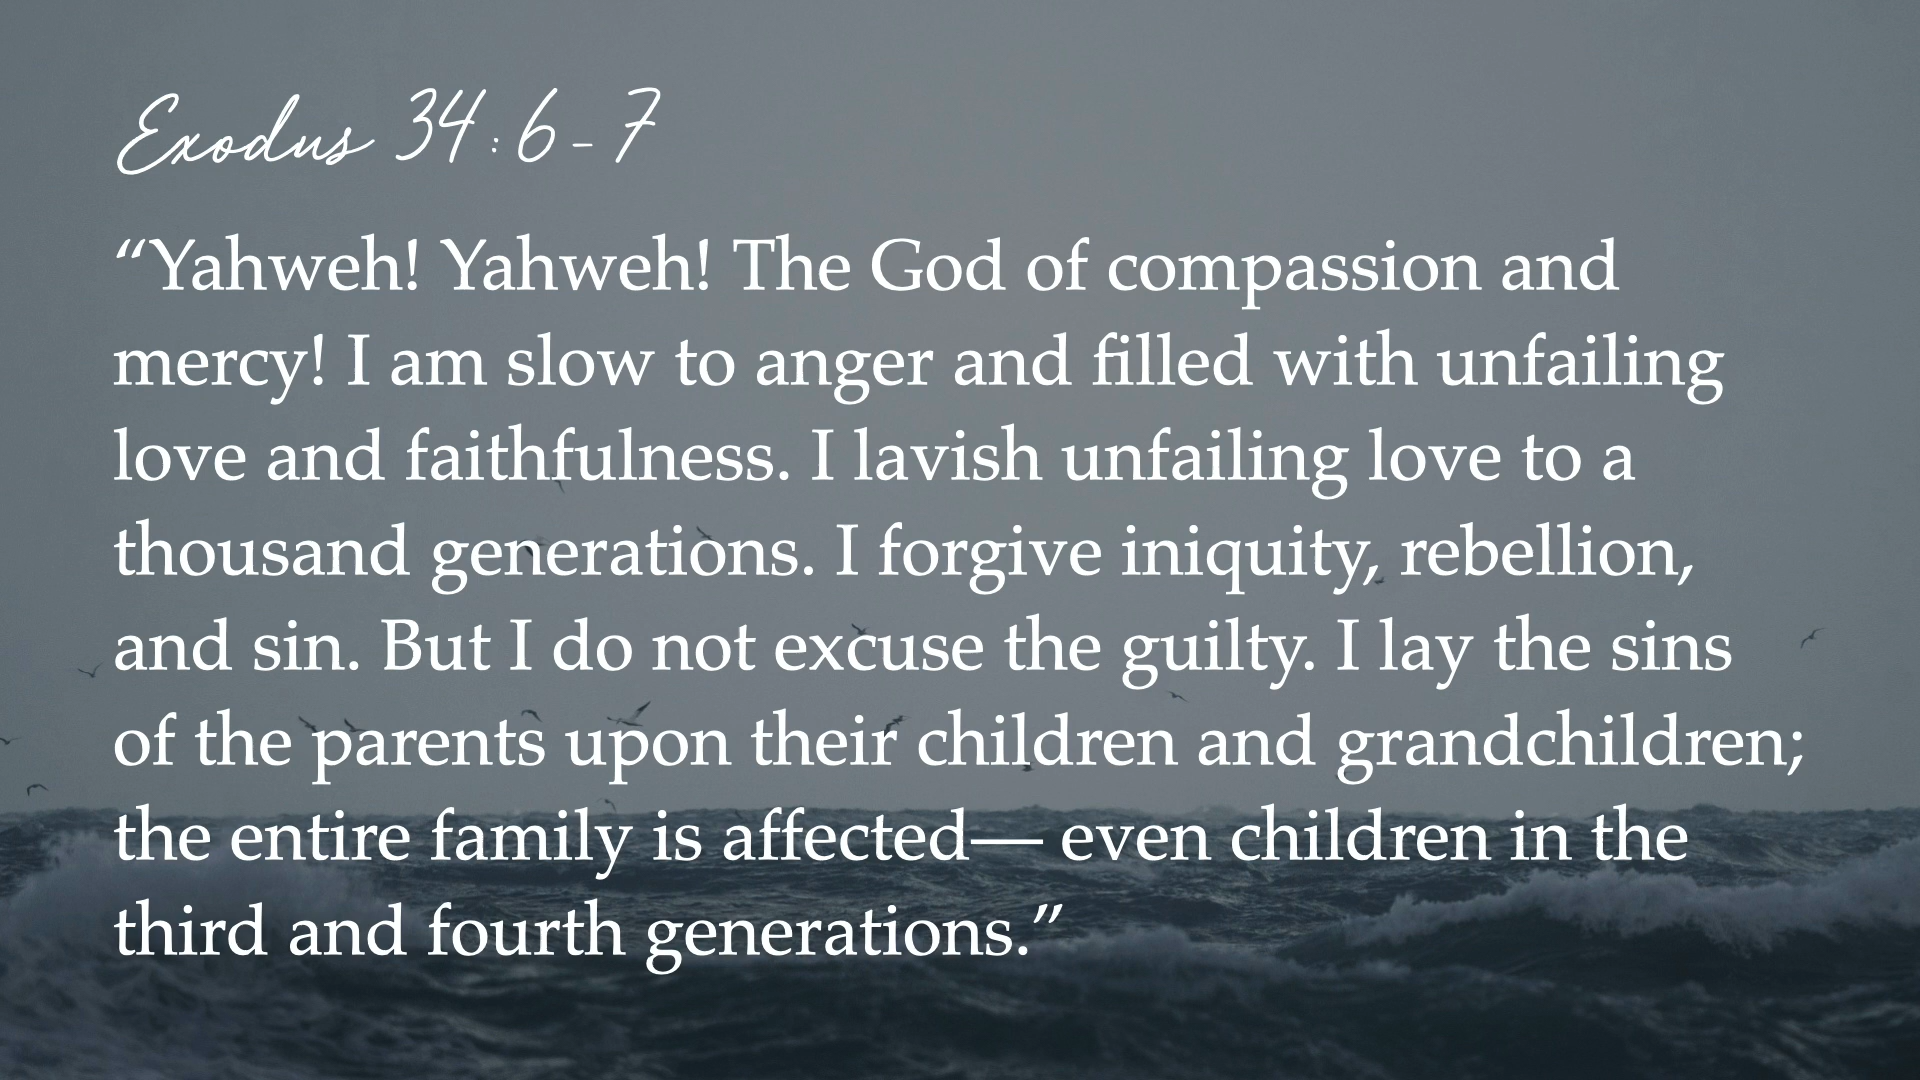 Exodus 34:6-7
“Yahweh! Yahweh! The God of compassion and
mercy! I am slow to anger and filled with unfailing
love and faithfulness. I lavish unfailing love to a
thousand generations. I forgive iniquity, rebellion,
and sin. But I do not excuse the guilty. I lay the sins
of the parents upon their children and grandchildren;
the entire family is affected— even children in the
third and fourth generations.”